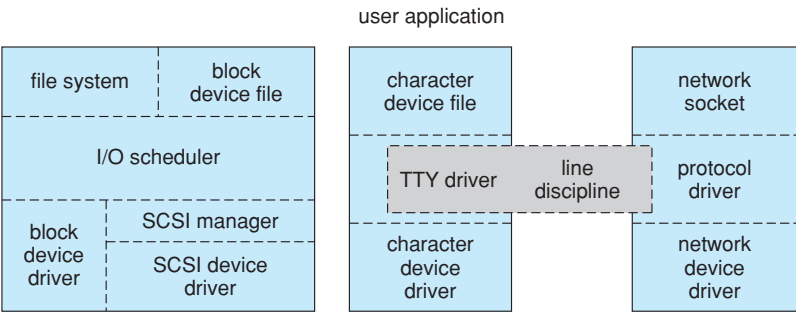 user application
file system
block
device file
I/O scheduler
block
device
driver
SCSI manager
SCSI device
driver
character
device file
TTY driver
line
discipline
character
device
driver
network
socket
protocol
driver
network
device
driver